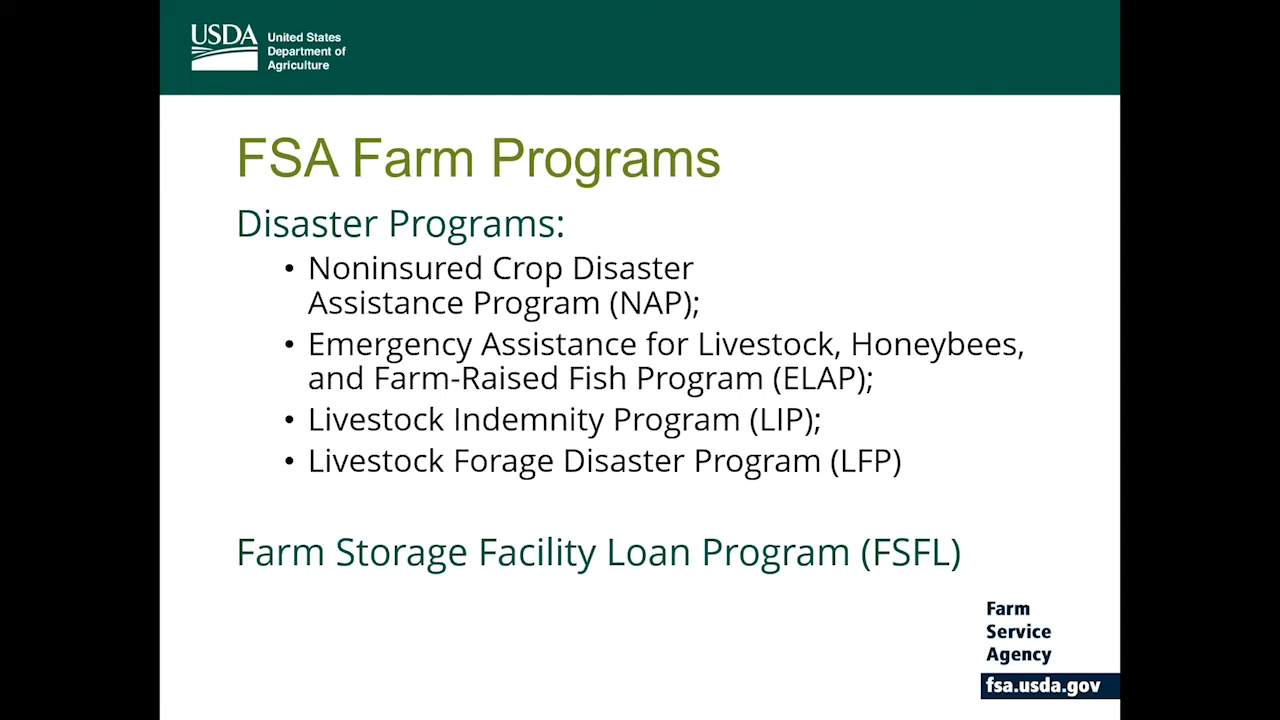 USDA
United States
Department of
Agriculture
FSA Farm Programs
Disaster Programs:
• Noninsured Crop Disaster
Assistance Program (NAP);
• Emergency Assistance for Livestock, Honeybees,
and Farm-Raised Fish Program (ELAP);
• Livestock Indemnity Program (LIP);
• Livestock Forage Disaster Program (LFP)
Farm Storage Facility Loan Program (FSFL)
Farm
Service
Agency
fsa.usda.gov